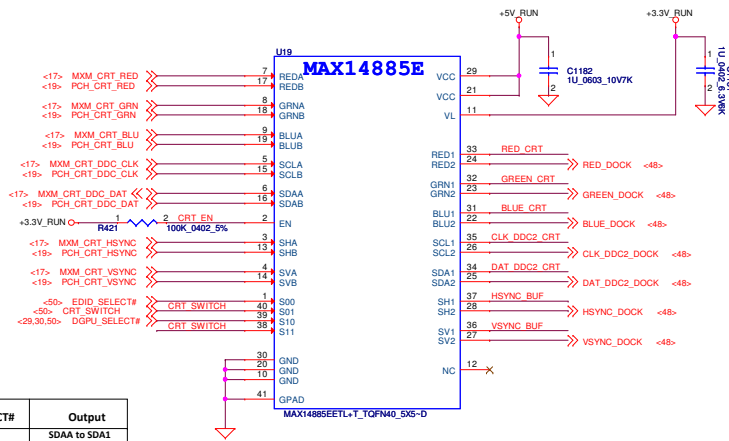 +5V_RUN
+3.3V_RUN
U19
MAX14885E
<17> MXM_CRT_RED 7 REDA
<19> PCH_CRT_RED 17 REDB
<17> MXM_CRT_GRN 8 GRNA
<19> PCH_CRT_GRN 18 GRNB
<17> MXM_CRT_BLU 9 BLUA
<19> PCH_CRT_BLU 19 BLUB
<17> MXM_CRT_DDC_CLK 5 SCLA
<19> PCH_CRT_DDC_CLK 15 SCLB
<17> MXM_CRT_DDC_DAT 6 SDAA
<19> PCH_CRT_DDC_DAT 16 SDAB
+3.3V_RUN 1 2 CRT_EN 2 EN
R421 100K_0402_5%
<17> MXM_CRT_HSYNC 3 SHA
<19> PCH_CRT_HSYNC 13 SHB
<17> MXM_CRT_VSYNC 4 SVA
<19> PCH_CRT_VSYNC 14 SVB
<50> EDID_SELECT# 1 S00
<50> CRT_SWITCH CRT_SWITCH 40 S01
<29,30,50> DGPU_SELECT# 39 S10
CRT_SWITCH 38 S11
30 GND
20 GND
10 GND
41 GPAD
VCC 29
VCC 21
VL 11
1
C1182
1U_0603_10V7K
2
1
2
1U_0402_6.3V6K
RED1 33 RED_CRT
RED2 24 RED_DOCK <48>
GRN1 32 GREEN_CRT
GRN2 23 GREEN_DOCK <48>
BLU1 31 BLUE_CRT
BLU2 22 BLUE_DOCK <48>
SCL1 35 CLK_DDC2_CRT
SCL2 26 CLK_DDC2_DOCK <48>
SDA1 34 DAT_DDC2_CRT
SDA2 25 DAT_DDC2_DOCK <48>
SH1 37 HSYNC_BUF
SH2 28 HSYNC_DOCK <48>
SV1 36 VSYNC_BUF
SV2 27 VSYNC_DOCK <48>
NC 12
MAX14885EETL+T_TQFN40_5X5~D
CT# Output
SDAA to SDA1